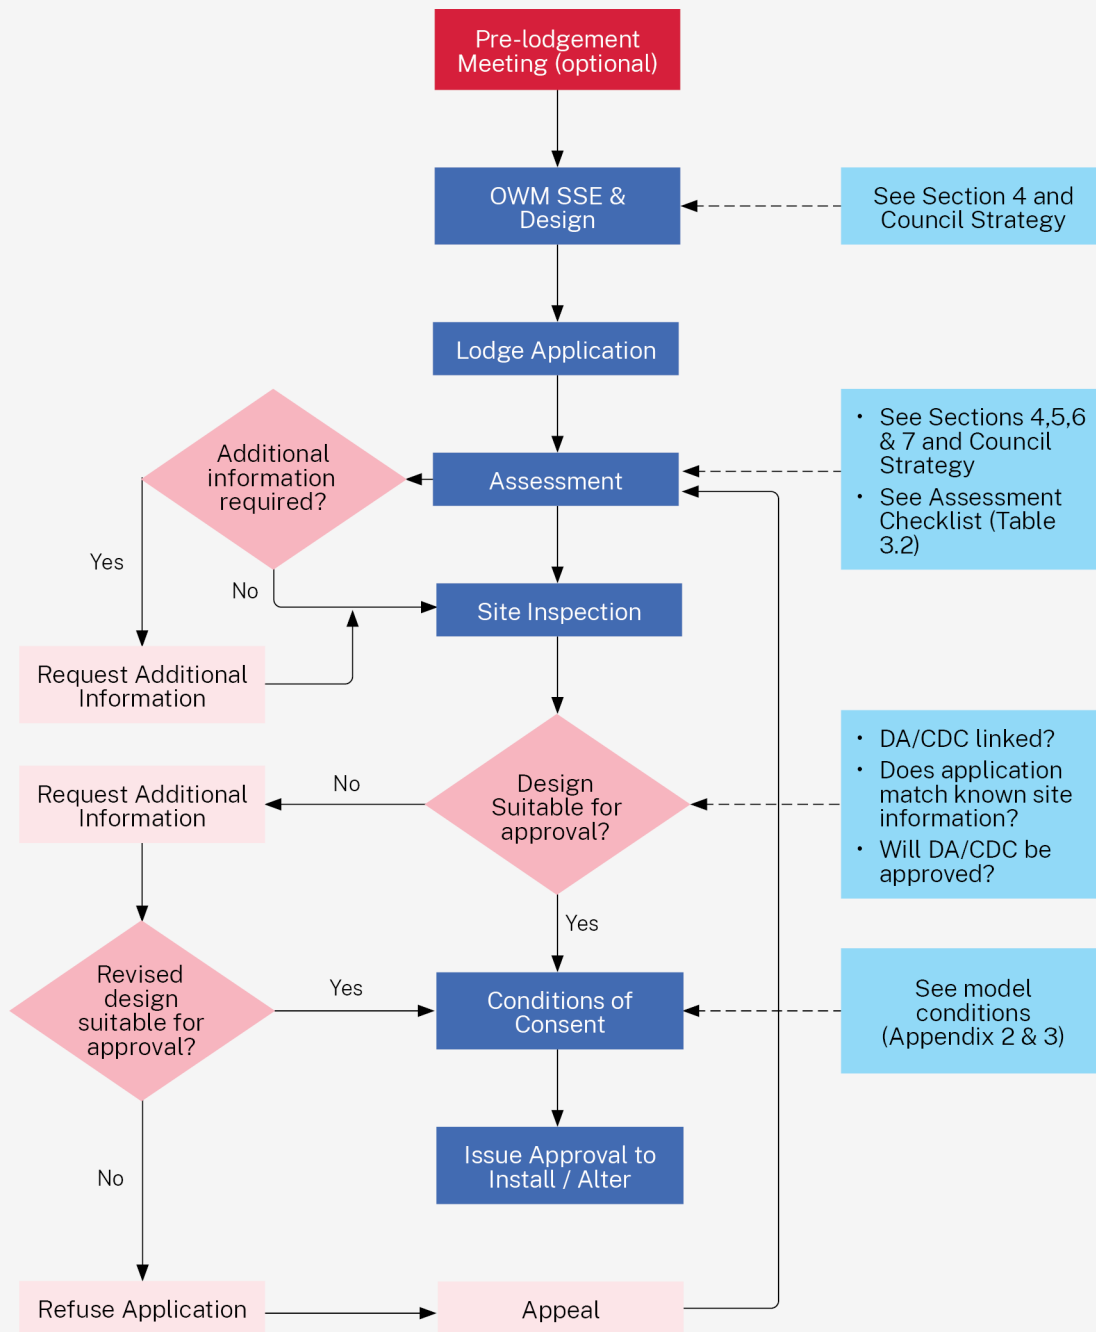 Pre-lodgement
Meeting (optional)
OWM SSE &
Design
See Section 4 and
Council Strategy
Lodge Application
Additional
information
required?
Assessment
• See Sections 4,5,6
& 7 and Council
Strategy
• See Assessment
Checklist (Table
3.2)
Yes
No
Site Inspection
Request Additional
Information
Design
Suitable for
approval?
No
Request Additional
Information
• DA/CDC linked?
• Does application
match known site
information?
• Will DA/CDC be
approved?
Yes
Revised
design
suitable for
approval?
Yes
Conditions of
Consent
See model
conditions
(Appendix 2 & 3)
No
Issue Approval to
Install / Alter
Refuse Application
Appeal